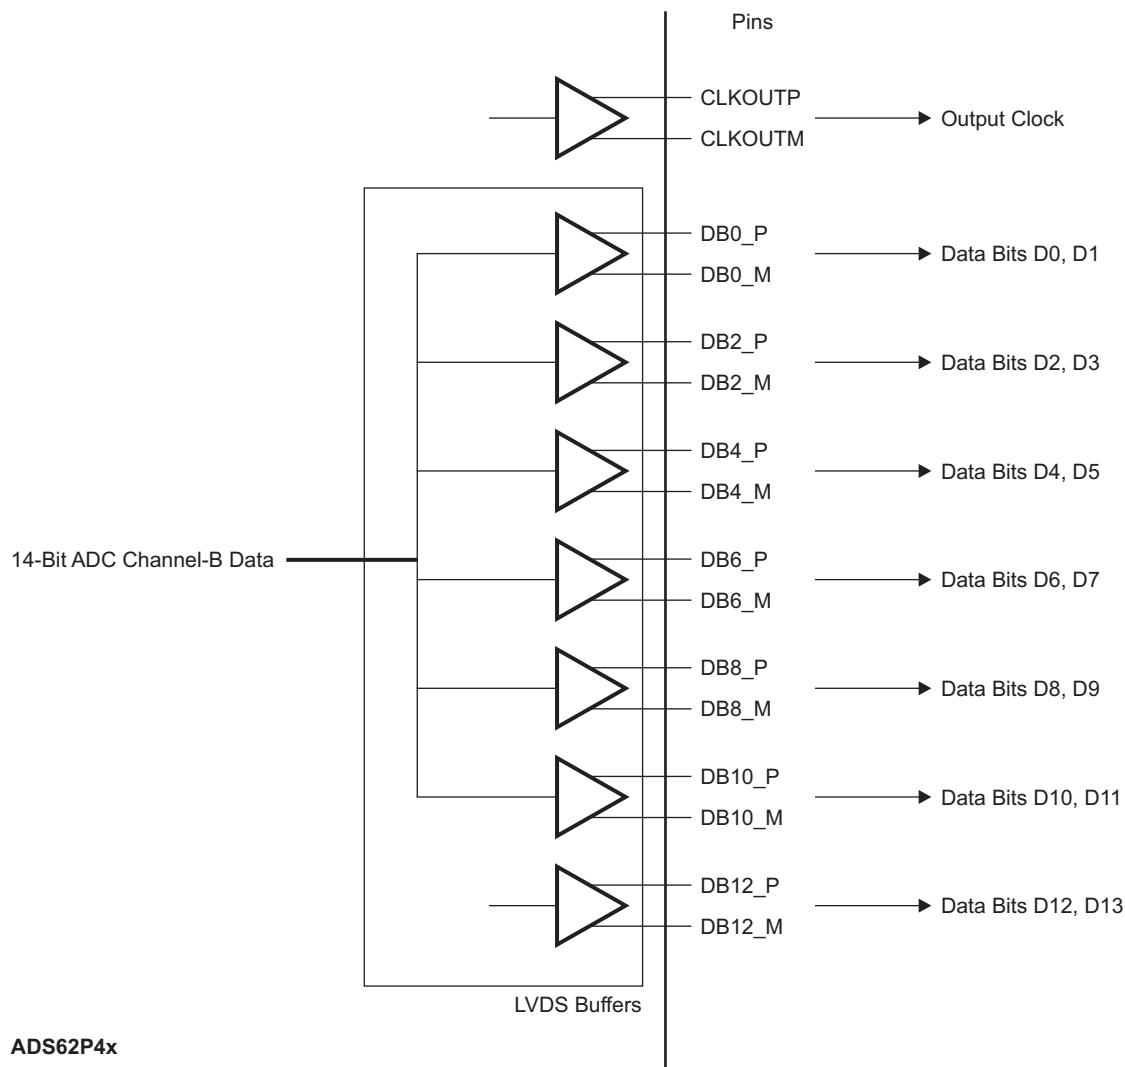 Pins
CLKOUTP
CLKOUTM
Output Clock
DB0_P
DB0_M
Data Bits D0, D1
DB2_P
DB2_M
Data Bits D2, D3
DB4_P
DB4_M
Data Bits D4, D5
14-Bit ADC Channel-B Data
DB6_P
DB6_M
Data Bits D6, D7
DB8_P
DB8_M
Data Bits D8, D9
DB10_P
DB10_M
Data Bits D10, D11
DB12_P
DB12_M
Data Bits D12, D13
LVDS Buffers
ADS62P4x